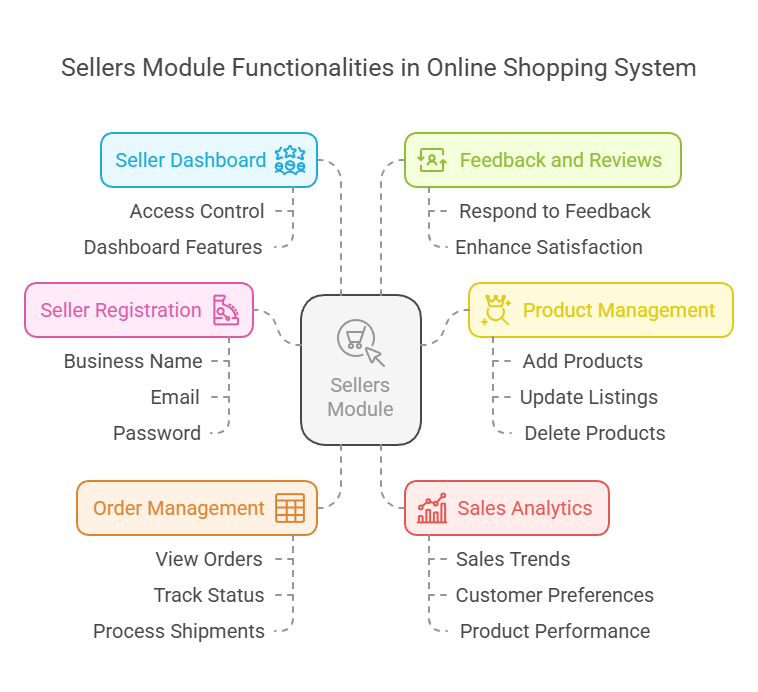 Sellers Module Functionalities in Online Shopping System
Seller Dashboard
Access Control
Dashboard Features
Feedback and Reviews
Respond to Feedback
Enhance Satisfaction
Seller Registration
Business Name
Email
Password
Sellers
Module
Product Management
Add Products
Update Listings
Delete Products
Order Management
View Orders
Track Status
Process Shipments
Sales Analytics
Sales Trends
Customer Preferences
Product Performance